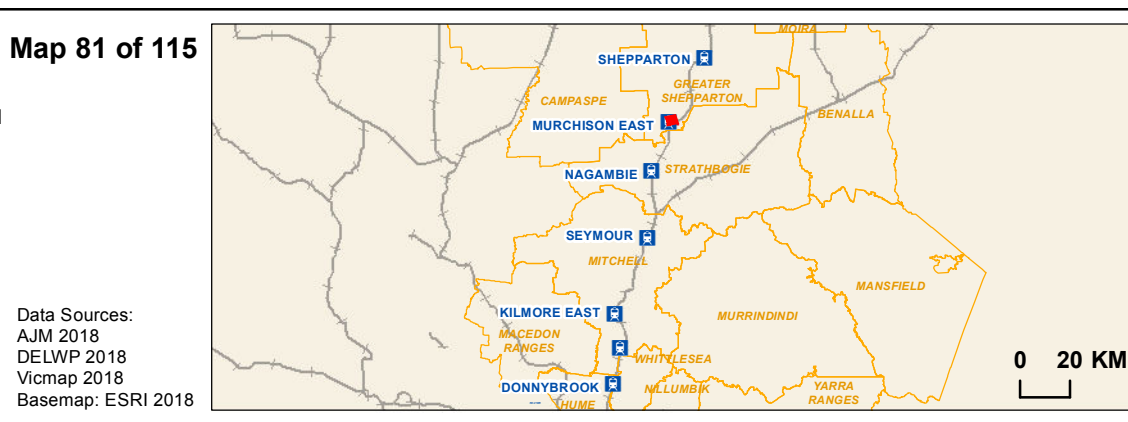 Map 81 of 115
MOIRA
SHEPPARTON
GREATER
SHEPPARTON
CAMPASPE
BENALLA
MURCHISON EAST
NAGAMBIE
STRATHBOGIE
SEYMOUR
MITCHELL
MANSFIELD
KILMORE EAST
MURRINDINDI
MACEDON
RANGES
WHITTLESEA
DONNYBROOK
NILLUMBIK
YARRA
RANGES
HUME
0 20 KM
Data Sources:
AJM 2018
DELWP 2018
Vicmap 2018
Basemap: ESRI 2018